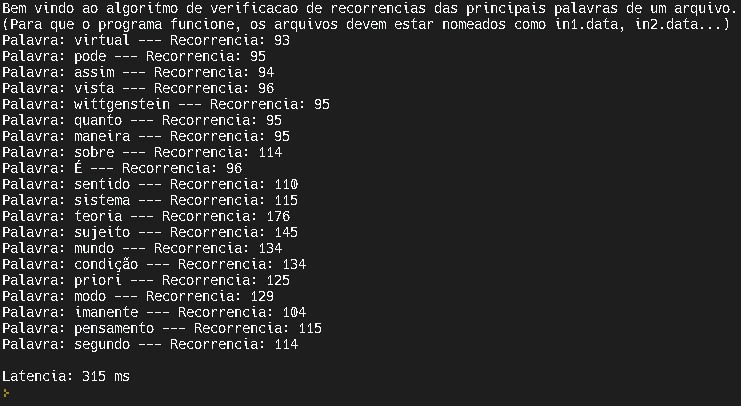 Bem vindo ao algoritmo de verificacao de recorrencias das principais palavras de um arquivo.
(Para que o programa funcione, os arquivos devem estar nomeados como in1.data, in2.data...)
Palavra: virtual --- Recorrencia: 93
Palavra: pode --- Recorrencia: 95
Palavra: assim --- Recorrencia: 94
Palavra: vista --- Recorrencia: 96
Palavra: wittgenstein --- Recorrencia: 95
Palavra: quanto --- Recorrencia: 95
Palavra: maneira --- Recorrencia: 95
Palavra: sobre --- Recorrencia: 114
Palavra: É --- Recorrencia: 96
Palavra: sentido --- Recorrencia: 110
Palavra: sistema --- Recorrencia: 115
Palavra: teoria --- Recorrencia: 176
Palavra: sujeito --- Recorrencia: 145
Palavra: mundo --- Recorrencia: 134
Palavra: condição --- Recorrencia: 134
Palavra: priori --- Recorrencia: 125
Palavra: modo --- Recorrencia: 129
Palavra: imanente --- Recorrencia: 104
Palavra: pensamento --- Recorrencia: 115
Palavra: segundo --- Recorrencia: 114
Latencia: 315 ms